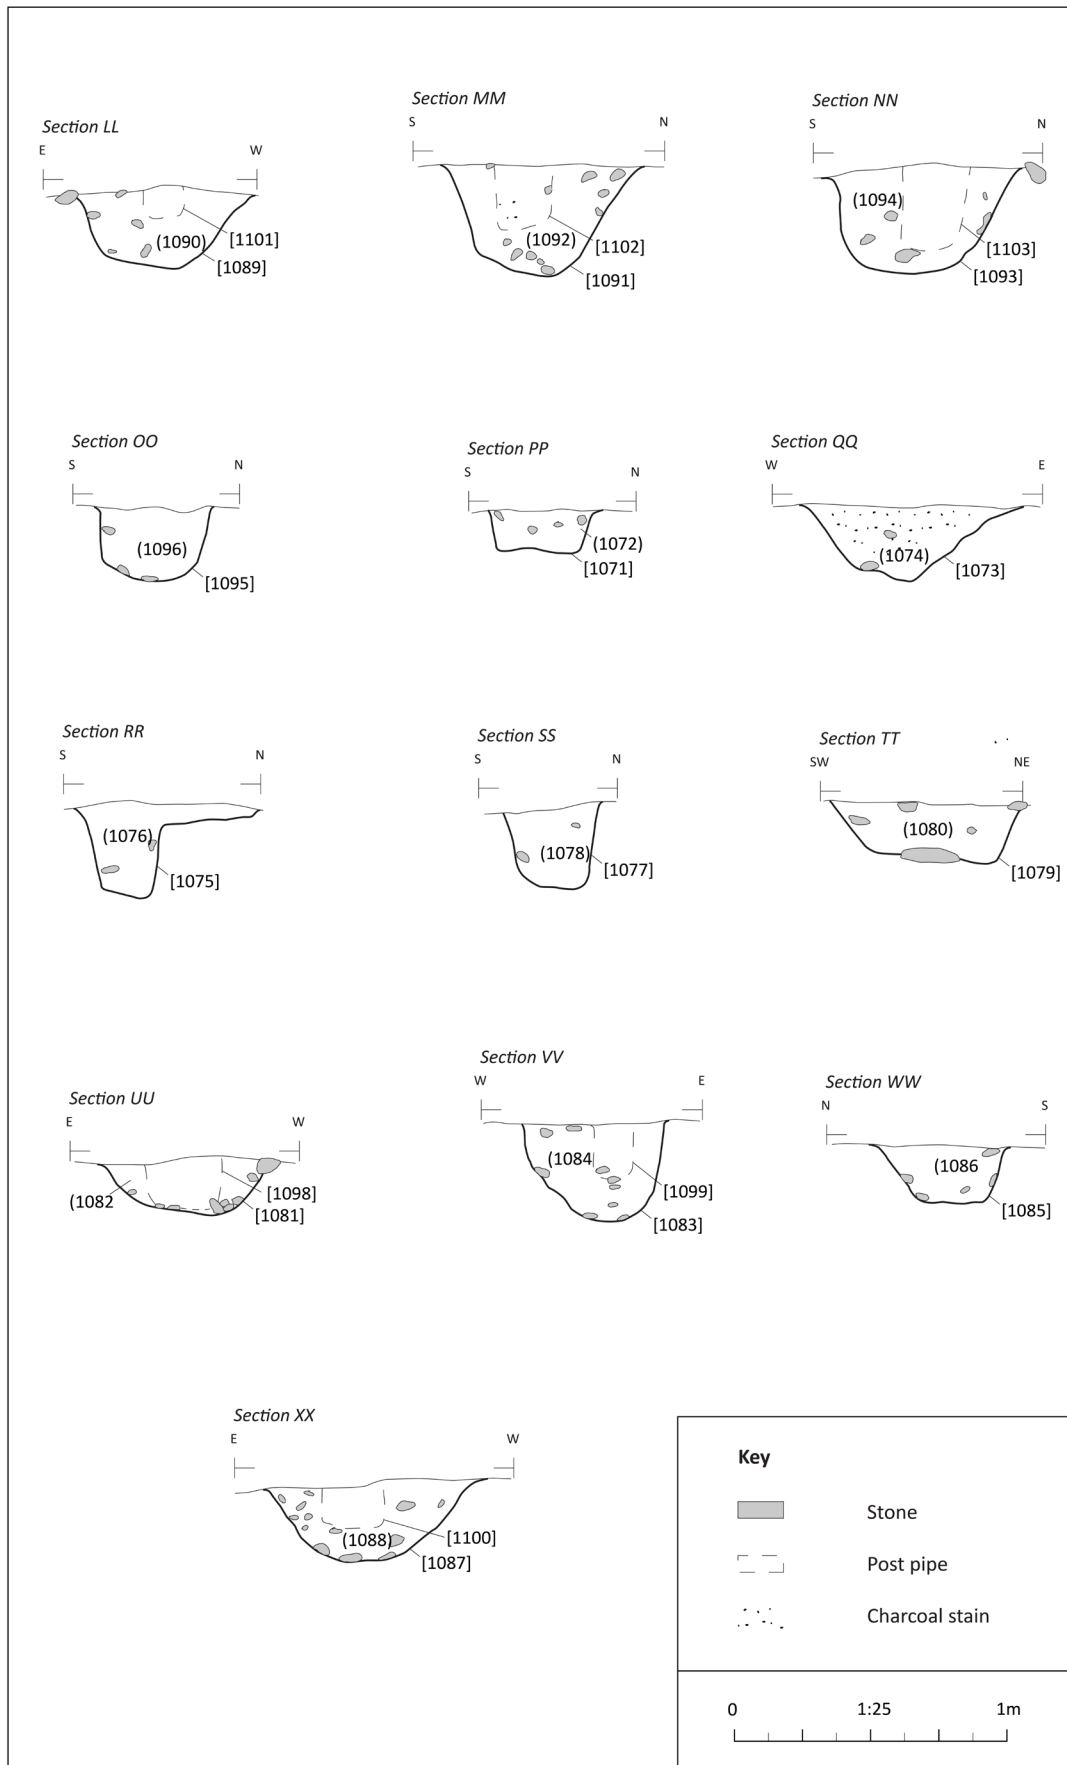 Section LL
E W
(1090)
[1101]
[1089]
Section MM
S N
(1092)
[1102]
[1091]
Section NN
S N
(1094)
[1103]
[1093]
Section OO
S N
(1096)
[1095]
Section PP
S N
(1072)
[1071]
Section QQ
W E
(1074)
[1073]
Section RR
S N
(1076)
[1075]
Section SS
S N
(1078)
[1077]
Section TT
SW NE
(1080)
[1079]
Section UU
E W
(1082
[1098]
[1081]
Section VV
W E
(1084
[1099]
[1083]
Section WW
N S
(1086
[1085]
Section XX
E W
(1088)
[1100]
[1087]
Key
Stone
Post pipe
Charcoal stain
0 1:25 1m